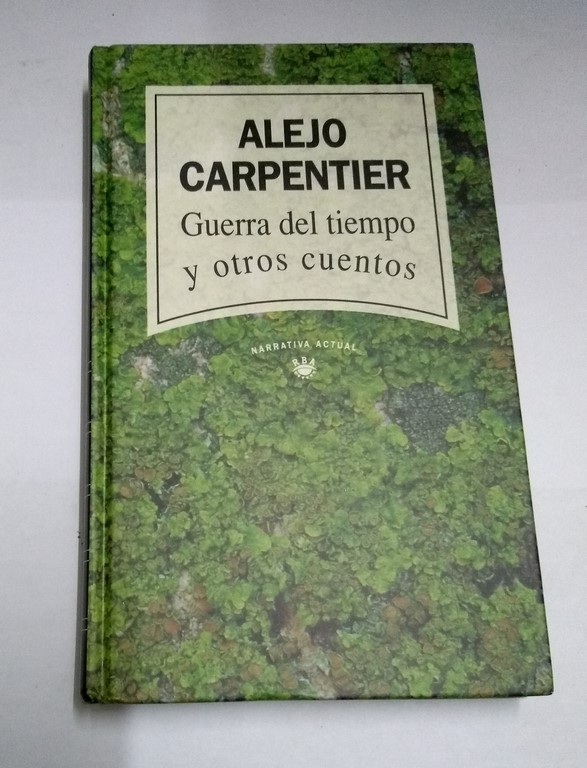 ALEJO
CARPENTIER
Guerra del tiempo
y otros cuentos
NARRATIVA ACTUAL
RBA